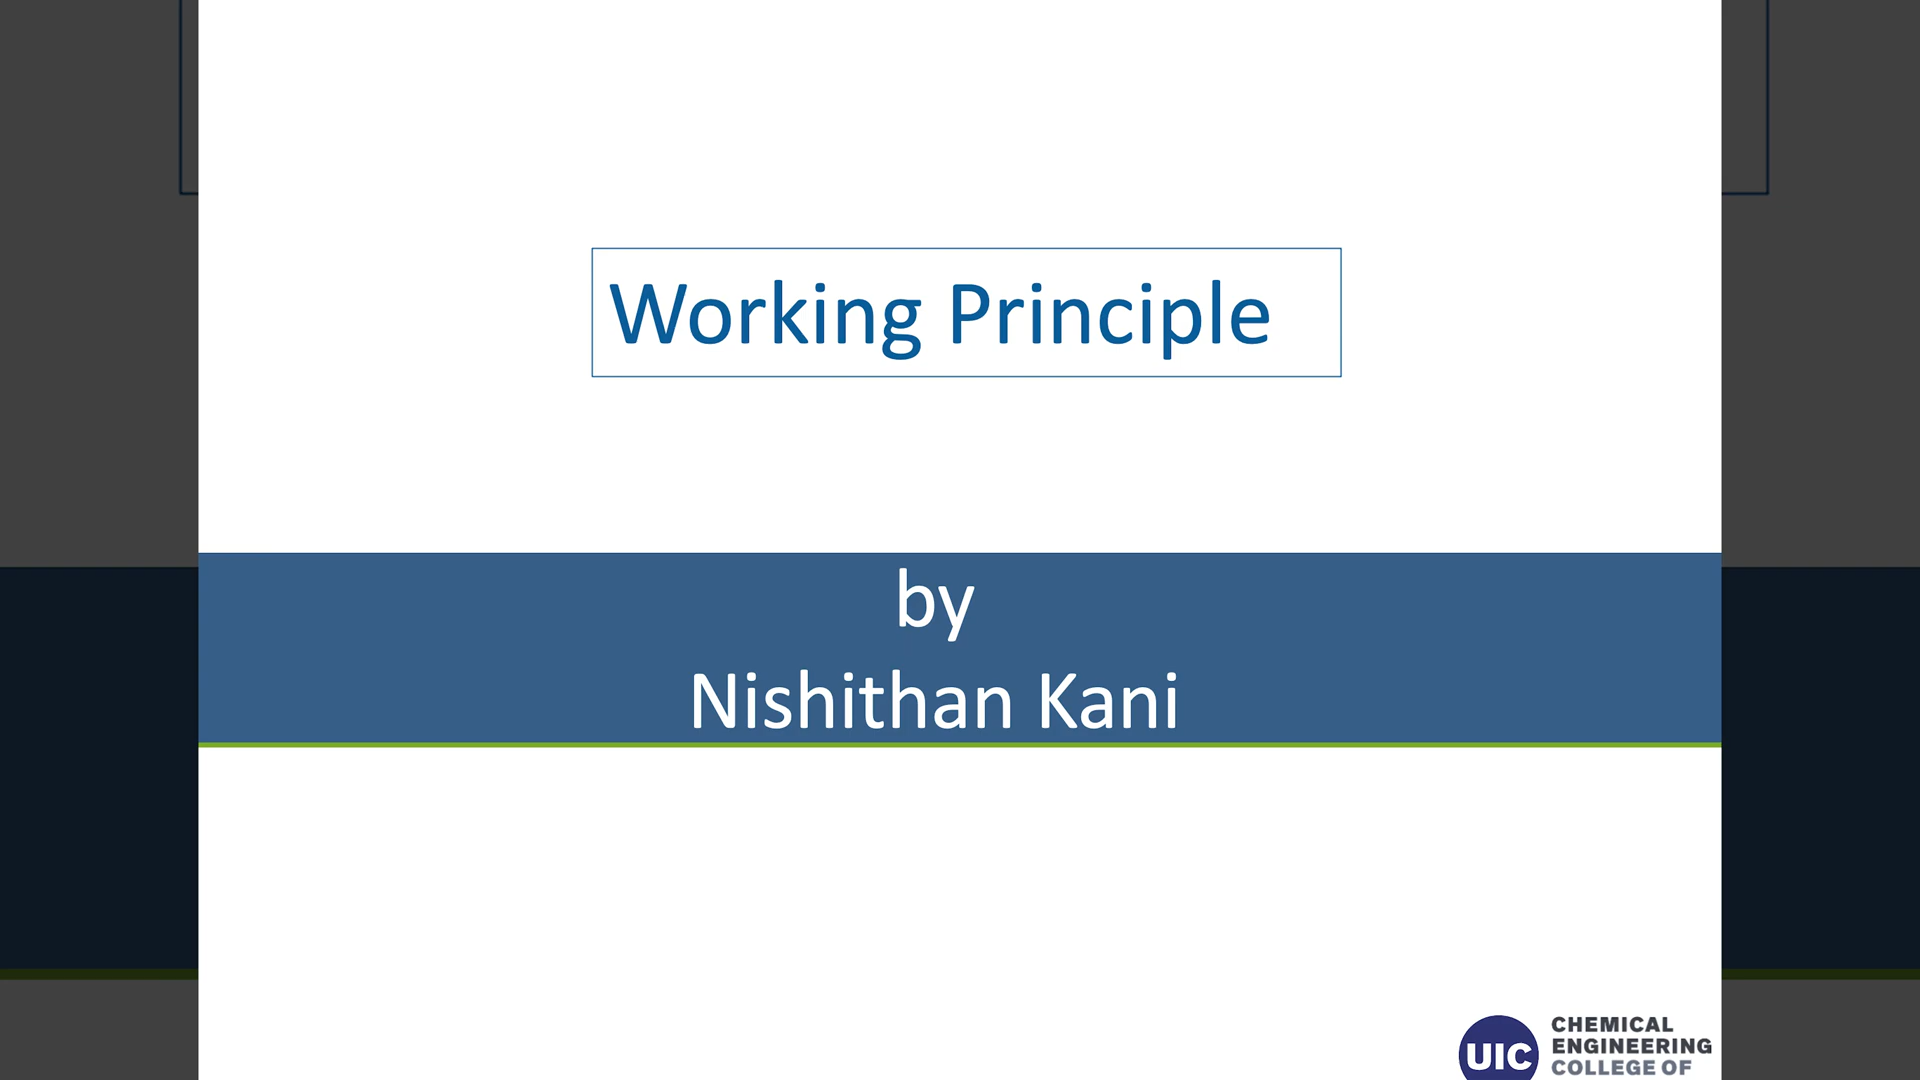 Working Principle
by
Nishithan Kani
UIC
CHEMICAL
ENGINEERING
COLLEGE OF